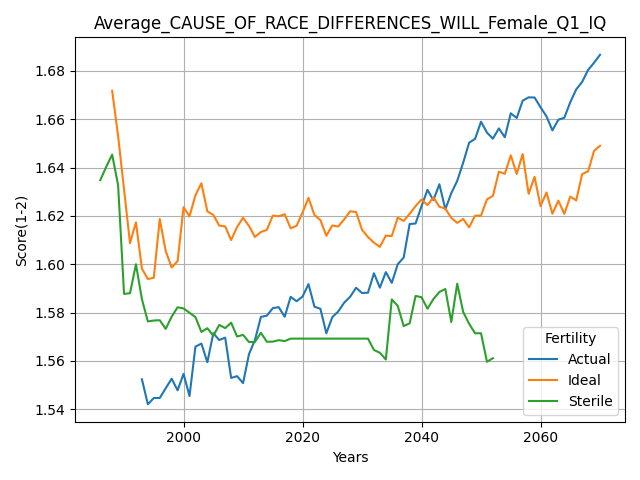 Average_CAUSE_OF_RACE_DIFFERENCES_WILL_Female_Q1_IQ
1.68
1.66
1.64
1.62
1.60
1.58
1.56
1.54
Score(1-2)
Fertility
Actual
Ideal
Sterile
2000
2020
2040
2060
Years